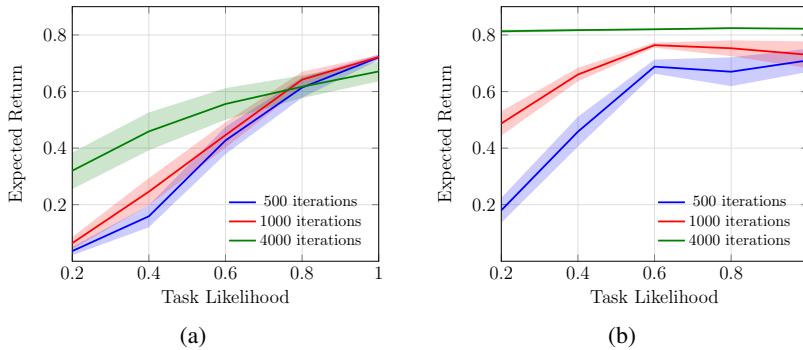 0.8
0.6
0.4
0.2
Expected Return
0.2 0.4 0.6 0.8 1
Task Likelihood
500 iterations
1000 iterations
4000 iterations
(a)
0.8
0.6
0.4
0.2
Expected Return
0.2 0.4 0.6 0.8
Task Likelihood
500 iterations
1000 iterations
4000 iterations
(b)